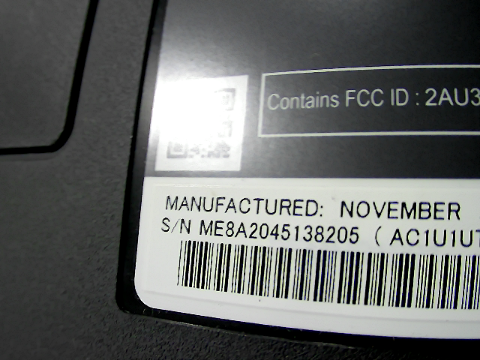 Contains FCC ID : 2AU3
MANUFACTURED: NOVEMBER
S/N ME8A2045138205 ( AC1U1UT